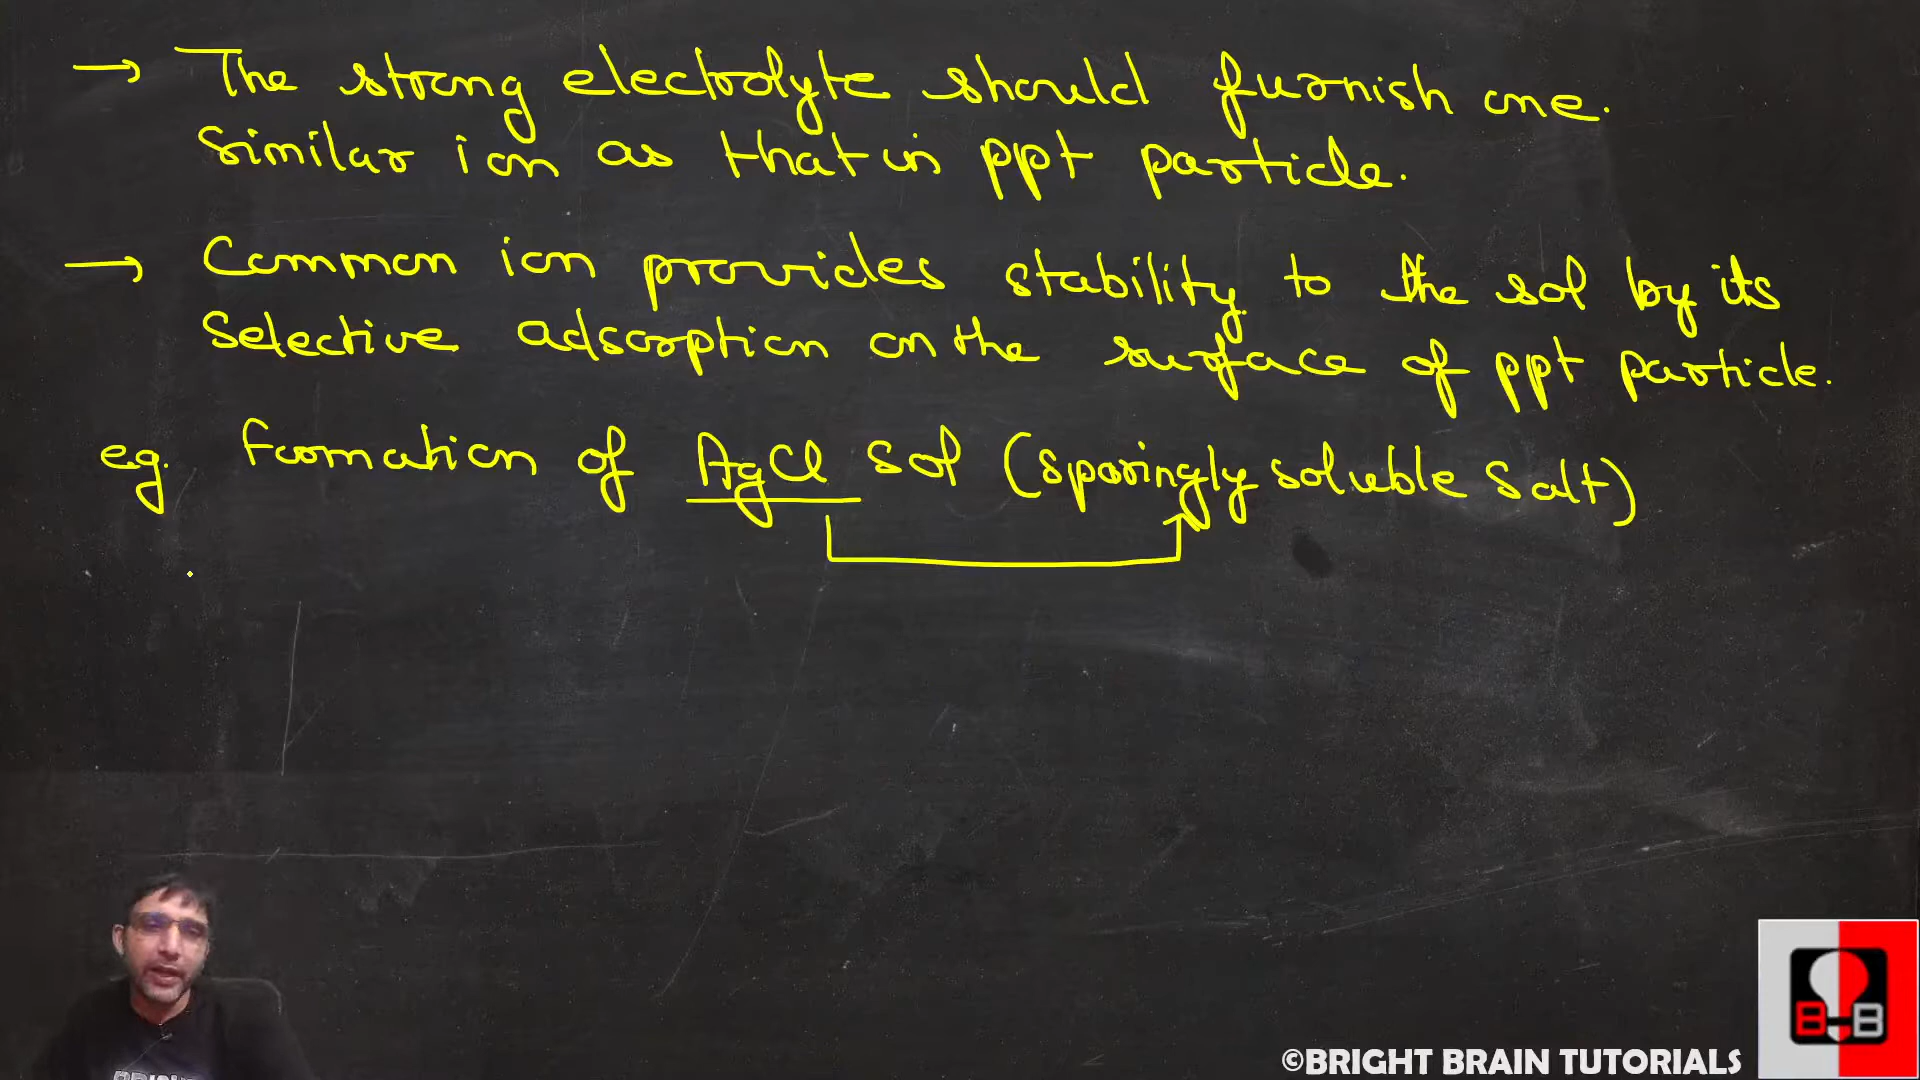 → The strong electrolyte should furnish one.
similar ion as that in ppt particle.
→ Common ion provides stability to the sol by its
selective adsorption on the surface of ppt particle.
eg. Formation of AgCl sol (sparingly soluble salt)
B B
©BRIGHT BRAIN TUTORIALS